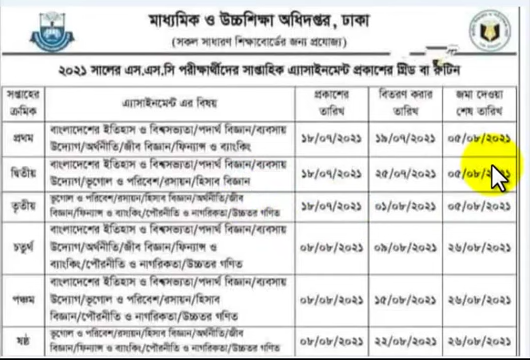 মাধ্যমিক ও উচ্চশিক্ষা অধিদপ্তর, ঢাকা
(সকল সাধারণ শিক্ষাবোর্ডের জন্য প্রযোজ্য)
২০২১ সালের এস.এস.সি পরীক্ষার্থীদের সাপ্তাহিক এ্যাসাইনমেন্ট প্রকাশের গ্রিড বা রুটিন
সপ্তাহের ক্রমিক
এ্যাসাইনমেন্ট এর বিষয়
প্রকাশের তারিখ
বিতরণ করার তারিখ
জমা দেওয়া শেষ তারিখ
প্রথম
বাংলাদেশের ইতিহাস ও বিশ্বসভ্যতা/পদার্থ বিজ্ঞান/ব্যবসায়
উদ্যোগ/অর্থনীতি/জীব বিজ্ঞান/ফিন্যান্স ও ব্যাংকিং
১৮/০৭/২০২১
১৯/০৭/২০২১
০৫/০৮/২০২১
দ্বিতীয়
বাংলাদেশের ইতিহাস ও বিশ্বসভ্যতা/পদার্থ বিজ্ঞান/ব্যবসায়
উদ্যোগ/ভূগোল ও পরিবেশ/রসায়ন/হিসাব বিজ্ঞান
১৮/০৭/২০২১
২৫/০৭/২০২১
০৫/০৮/২০২১
তৃতীয়
ভূগোল ও পরিবেশ/রসায়ন/হিসাব বিজ্ঞান/অর্থনীতি/জীব
বিজ্ঞান/ফিন্যান্স ও ব্যাংকিং/পৌরনীতি ও নাগরিকতা/উচ্চতর গণিত
১৮/০৭/২০২১
০১/০৮/২০২১
০৫/০৮/২০২১
চতুর্থ
বাংলাদেশের ইতিহাস ও বিশ্বসভ্যতা/পদার্থ বিজ্ঞান/ব্যবসায়
উদ্যোগ/অর্থনীতি/জীব বিজ্ঞান/ফিন্যান্স ও
ব্যাংকিং/পৌরনীতি ও নাগরিকতা/উচ্চতর গণিত
০৮/০৮/২০২১
০৯/০৮/২০২১
২৬/০৮/২০২১
পঞ্চম
বাংলাদেশের ইতিহাস ও বিশ্বসভ্যতা/পদার্থ বিজ্ঞান/ব্যবসায়
উদ্যোগ/ভূগোল ও পরিবেশ/রসায়ন/হিসাব
বিজ্ঞান/পৌরনীতি ও নাগরিকতা/উচ্চতর গণিত
০৮/০৮/২০২১
১৫/০৮/২০২১
২৬/০৮/২০২১
ষষ্ঠ
ভূগোল ও পরিবেশ/রসায়ন/হিসাব বিজ্ঞান/অর্থনীতি/জীব
বিজ্ঞান/ফিন্যান্স ও ব্যাংকিং/পৌরনীতি ও নাগরিকতা/উচ্চতর গণিত
০৮/০৮/২০২১
২২/০৮/২০২১
২৬/০৮/২০২১